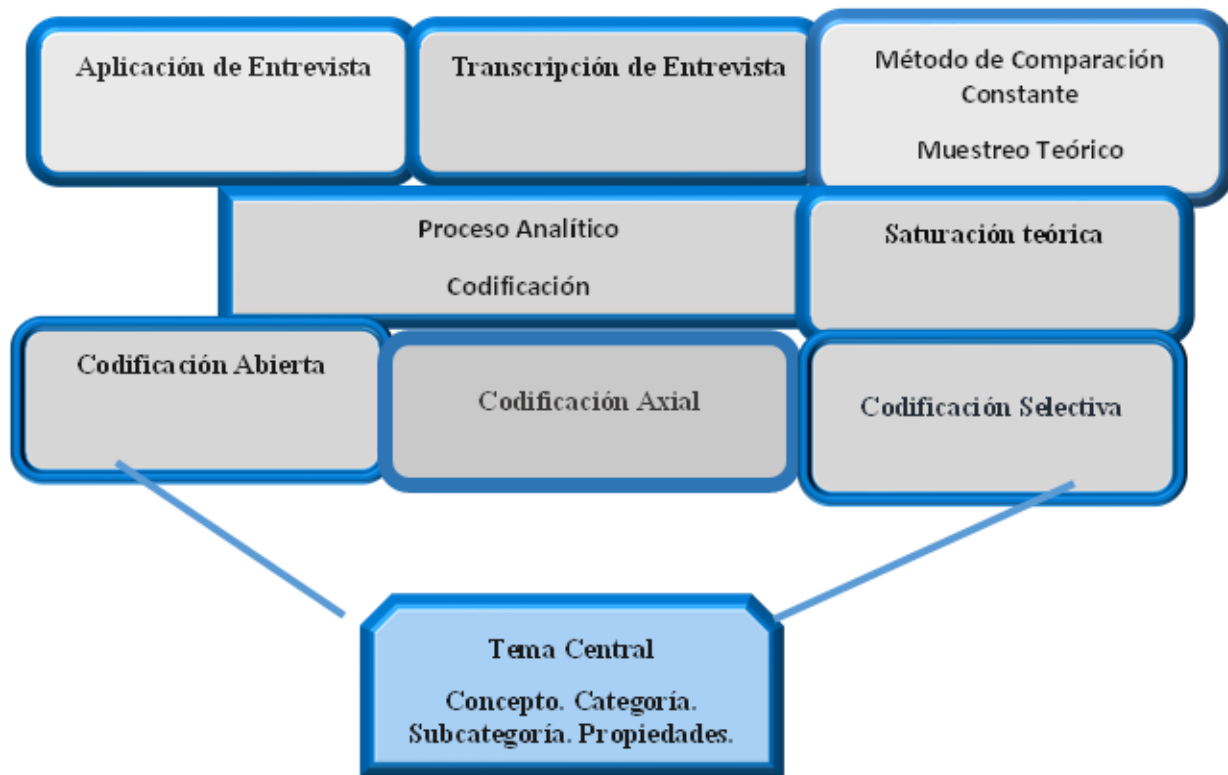 Aplicación de Entrevista
Transcripción de Entrevista
Método de Comparación
Constante
Muestreo Teórico
Proceso Analítico
Codificación
Saturación teórica
Codificación Abierta
Codificación Axial
Codificación Selectiva
Tema Central
Concepto. Categoría.
Subcategoría. Propiedades.